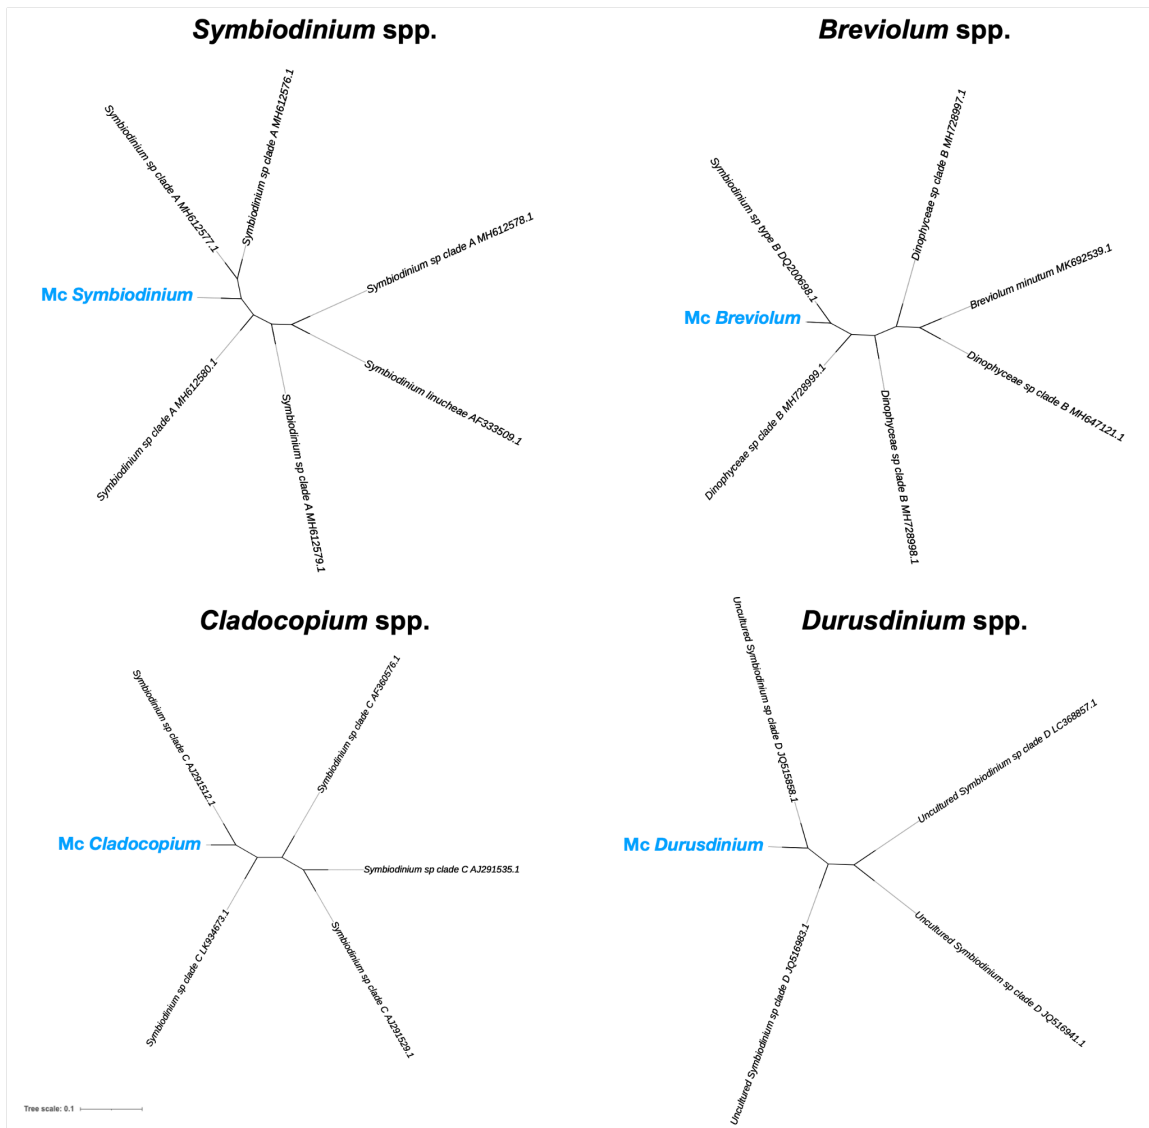 Symbiodinium spp.
Symbiodinium sp clade A MH612576.1
Symbiodinium sp clade A MH612577.1
Symbiodinium sp clade A MH612578.1
Mc Symbiodinium
Symbiodinium linucheae AF333509.1
Symbiodinium sp clade A MH612580.1
Symbiodinium sp clade A MH612579.1
Breviolum spp.
Dinophyceae sp clade B MH728997.1
Symbiodinium sp type B DQ200698.1
Breviolum minutum MK692539.1
Mc Breviolum
Dinophyceae sp clade B MH647121.1
Dinophyceae sp clade B MH728999.1
Dinophyceae sp clade B MH728998.1
Cladocopium spp.
Symbiodinium sp clade C AF360576.1
Symbiodinium sp clade C AJ291512.1
Mc Cladocopium
Symbiodinium sp clade C AJ291535.1
Symbiodinium sp clade C LK934673.1
Symbiodinium sp clade C AJ291529.1
Durusdinium spp.
Uncultured Symbiodinium sp clade D JQ515858.1
Uncultured Symbiodinium sp clade D LC368857.1
Mc Durusdinium
Uncultured Symbiodinium sp clade D JQ516941.1
Uncultured Symbiodinium sp clade D JQ516983.1
Tree scale: 0.1